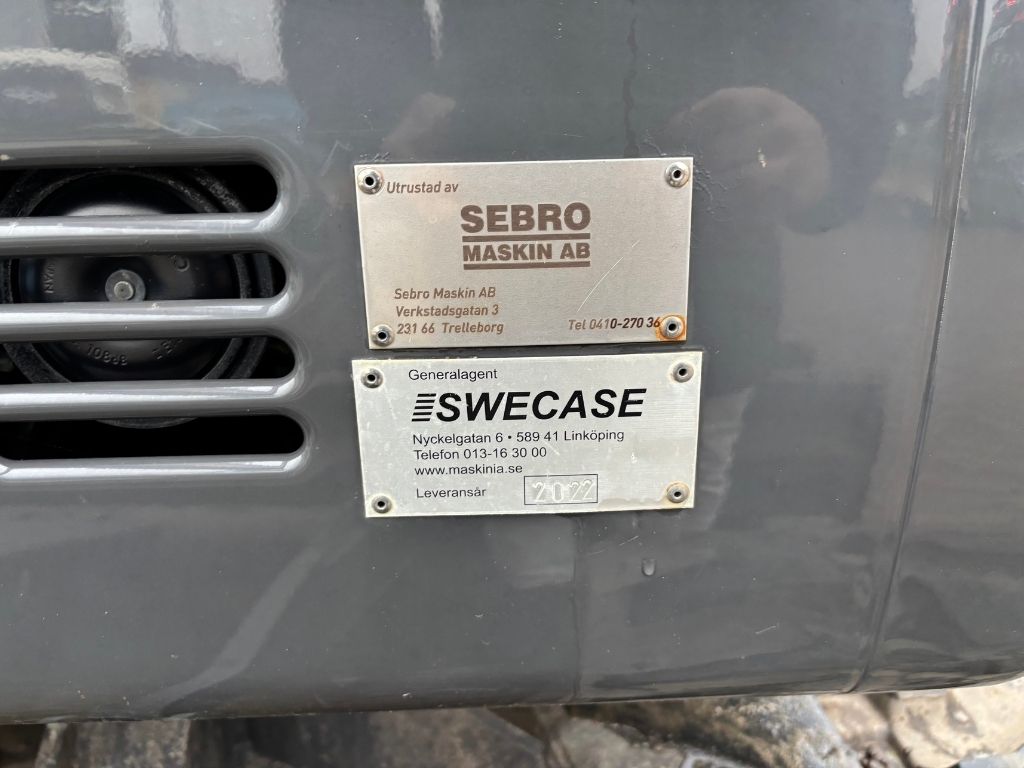 Utrustad av
SEBRO
MASKIN AB
Sebro Maskin AB
Verkstadsgatan 3
231 66 Trelleborg
Tel 0410-270 36
Generalagent
SWECASE
Nyckelgatan 6 • 589 41 Linköping
Telefon 013-16 30 00
www.maskinia.se
Leveransår 2022